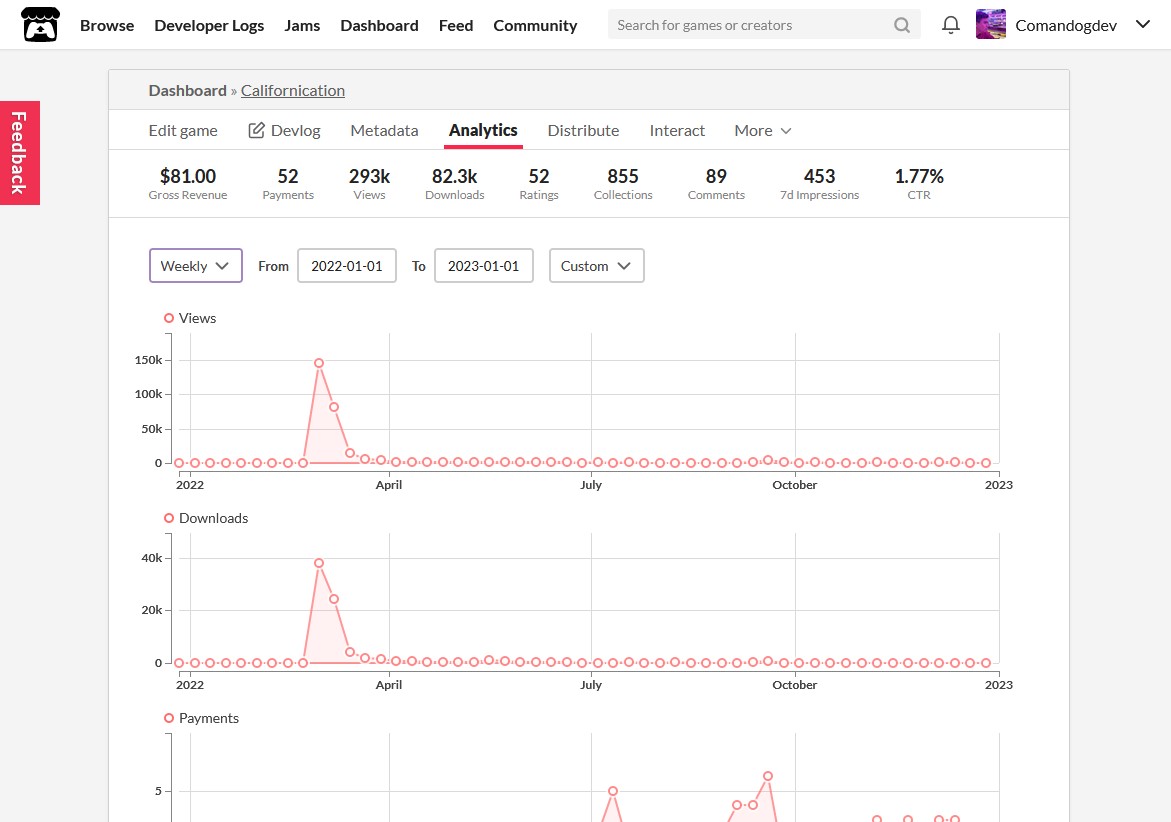 Browse Developer Logs Jams Dashboard Feed Community Search for games or creators Comandogdev
Feedback
Dashboard » Californication
Edit game Devlog Metadata Analytics Distribute Interact More
$81.00 52 293k 82.3k 52 855 89 453 1.77%
Gross Revenue Payments Views Downloads Ratings Collections Comments 7d Impressions CTR
Weekly From 2022-01-01 To 2023-01-01 Custom
Views
150k
100k
50k
0
2022 April July October 2023
Downloads
40k
20k
0
2022 April July October 2023
Payments
5